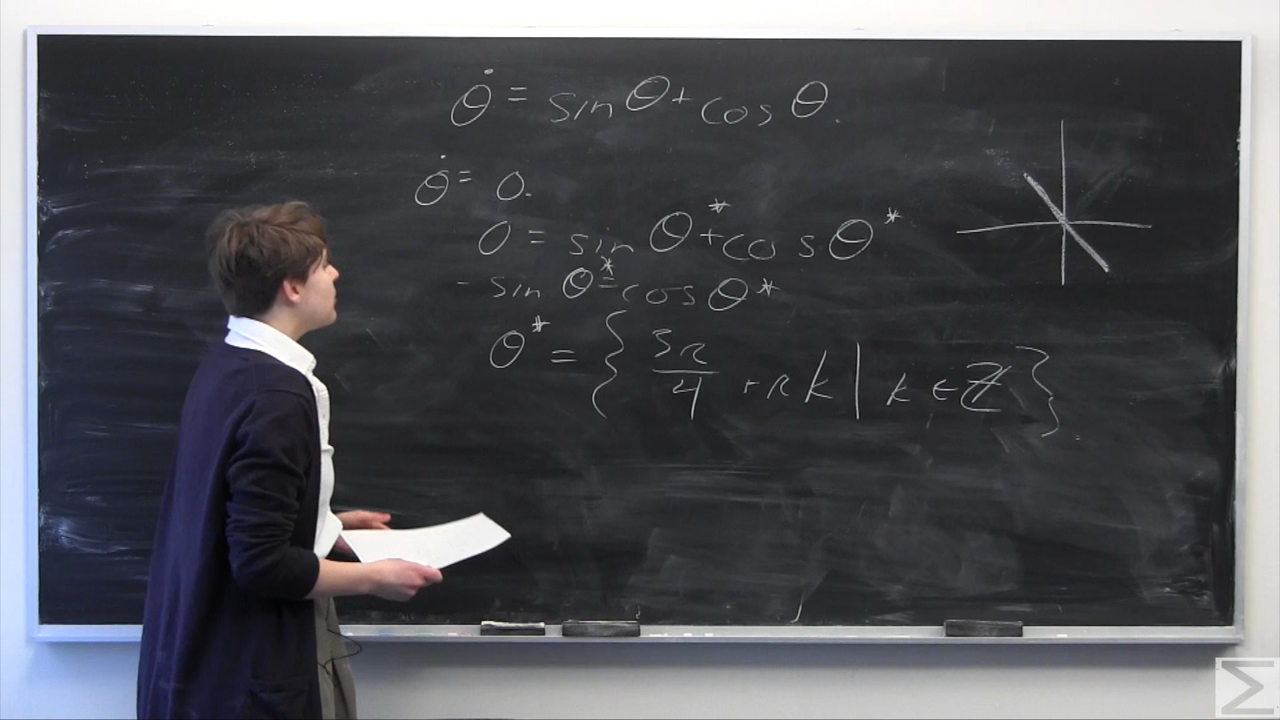 θ̇ = sin θ + cos θ.
θ̇ = 0.
0 = sin θ* + cos θ*
- sin θ* = cos θ*
θ* = { 3π/4 + πk | k ∈ ℤ }.
Σ